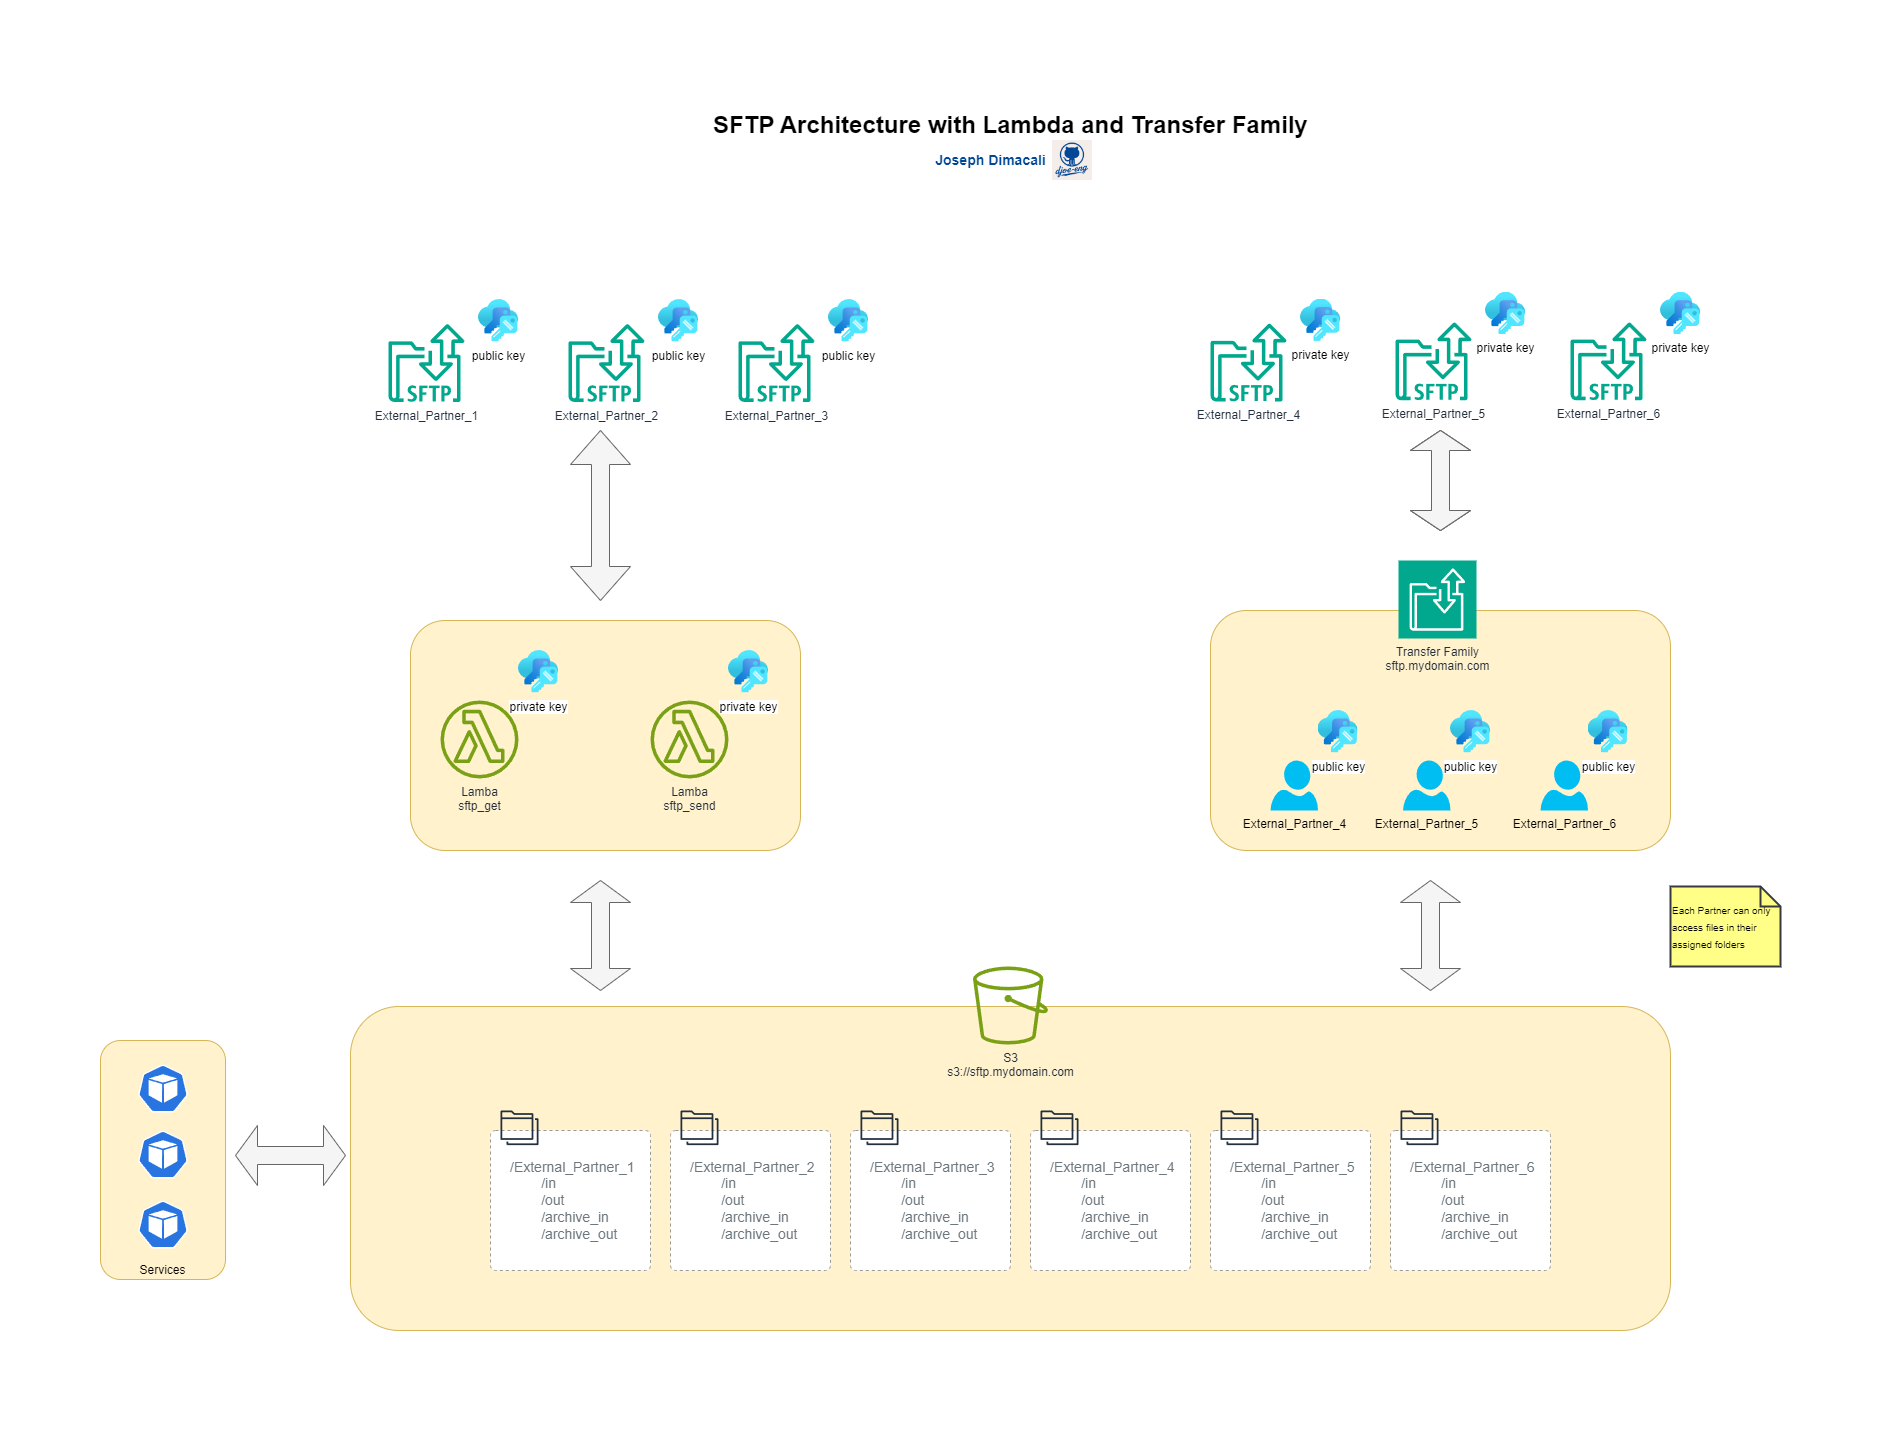 SFTP Architecture with Lambda and Transfer Family
Joseph Dimacali
djoe-eng
public key
public key
public key
SFTP
SFTP
SFTP
External_Partner_1
External_Partner_2
External_Partner_3
private key
private key
private key
SFTP
SFTP
SFTP
External_Partner_4
External_Partner_5
External_Partner_6
private key
private key
Lamba
sftp_get
Lamba
sftp_send
Transfer Family
sftp.mydomain.com
public key
public key
public key
External_Partner_4
External_Partner_5
External_Partner_6
Each Partner can only
access files in their
assigned folders
S3
s3://sftp.mydomain.com
Services
/External_Partner_1
/in
/out
/archive_in
/archive_out
/External_Partner_2
/in
/out
/archive_in
/archive_out
/External_Partner_3
/in
/out
/archive_in
/archive_out
/External_Partner_4
/in
/out
/archive_in
/archive_out
/External_Partner_5
/in
/out
/archive_in
/archive_out
/External_Partner_6
/in
/out
/archive_in
/archive_out